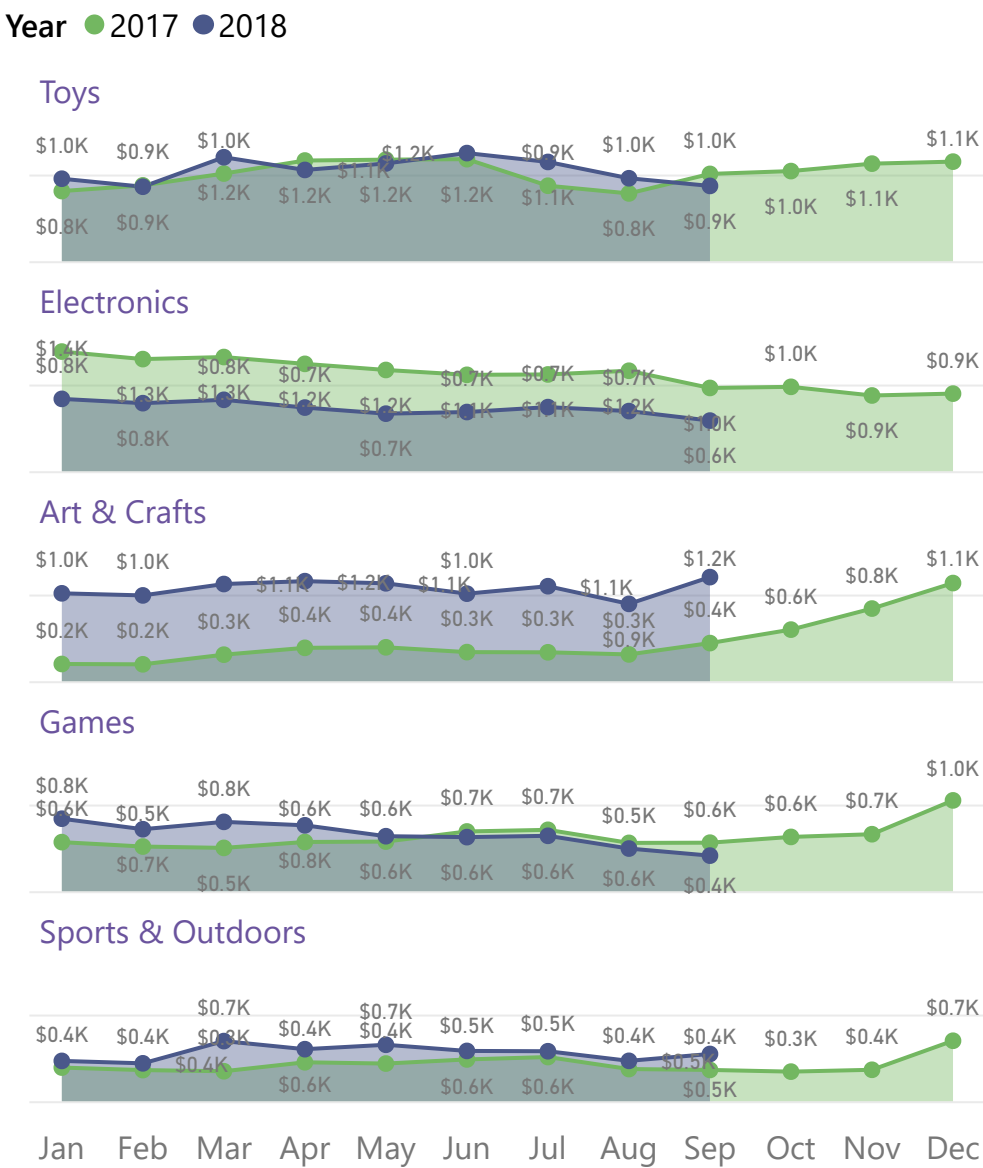 Year 2017 2018
Toys
$1.0K $0.9K $1.0K $1.2K $0.9K $1.0K $1.0K $1.1K
$1.1K
$0.8K $0.9K $1.2K $1.2K $1.2K $1.2K $1.1K $0.8K $0.9K $1.0K $1.1K
Electronics
$1.4K $1.0K $0.9K
$0.8K $0.8K $0.7K $0.7K $0.7K $0.7K
$1.3K $1.3K $1.2K $1.2K $1.1K $1.1K $1.2K $1.0K
$0.8K $0.7K $0.6K $0.9K
Art & Crafts
$1.0K $1.0K $1.0K $1.2K $1.1K
$1.1K $1.2K $1.1K $1.1K $0.8K
$0.2K $0.2K $0.3K $0.4K $0.4K $0.3K $0.3K $0.3K $0.4K $0.6K
$0.9K
Games
$0.8K $0.8K $0.7K $0.7K $1.0K
$0.6K $0.5K $0.6K $0.6K $0.5K $0.6K $0.6K $0.7K
$0.7K $0.5K $0.8K $0.6K $0.6K $0.6K $0.6K $0.4K
Sports & Outdoors
$0.7K $0.7K $0.7K
$0.4K $0.4K $0.3K $0.4K $0.4K $0.5K $0.5K $0.4K $0.4K $0.3K $0.4K
$0.4K $0.5K
$0.6K $0.6K $0.6K $0.5K
Jan Feb Mar Apr May Jun Jul Aug Sep Oct Nov Dec